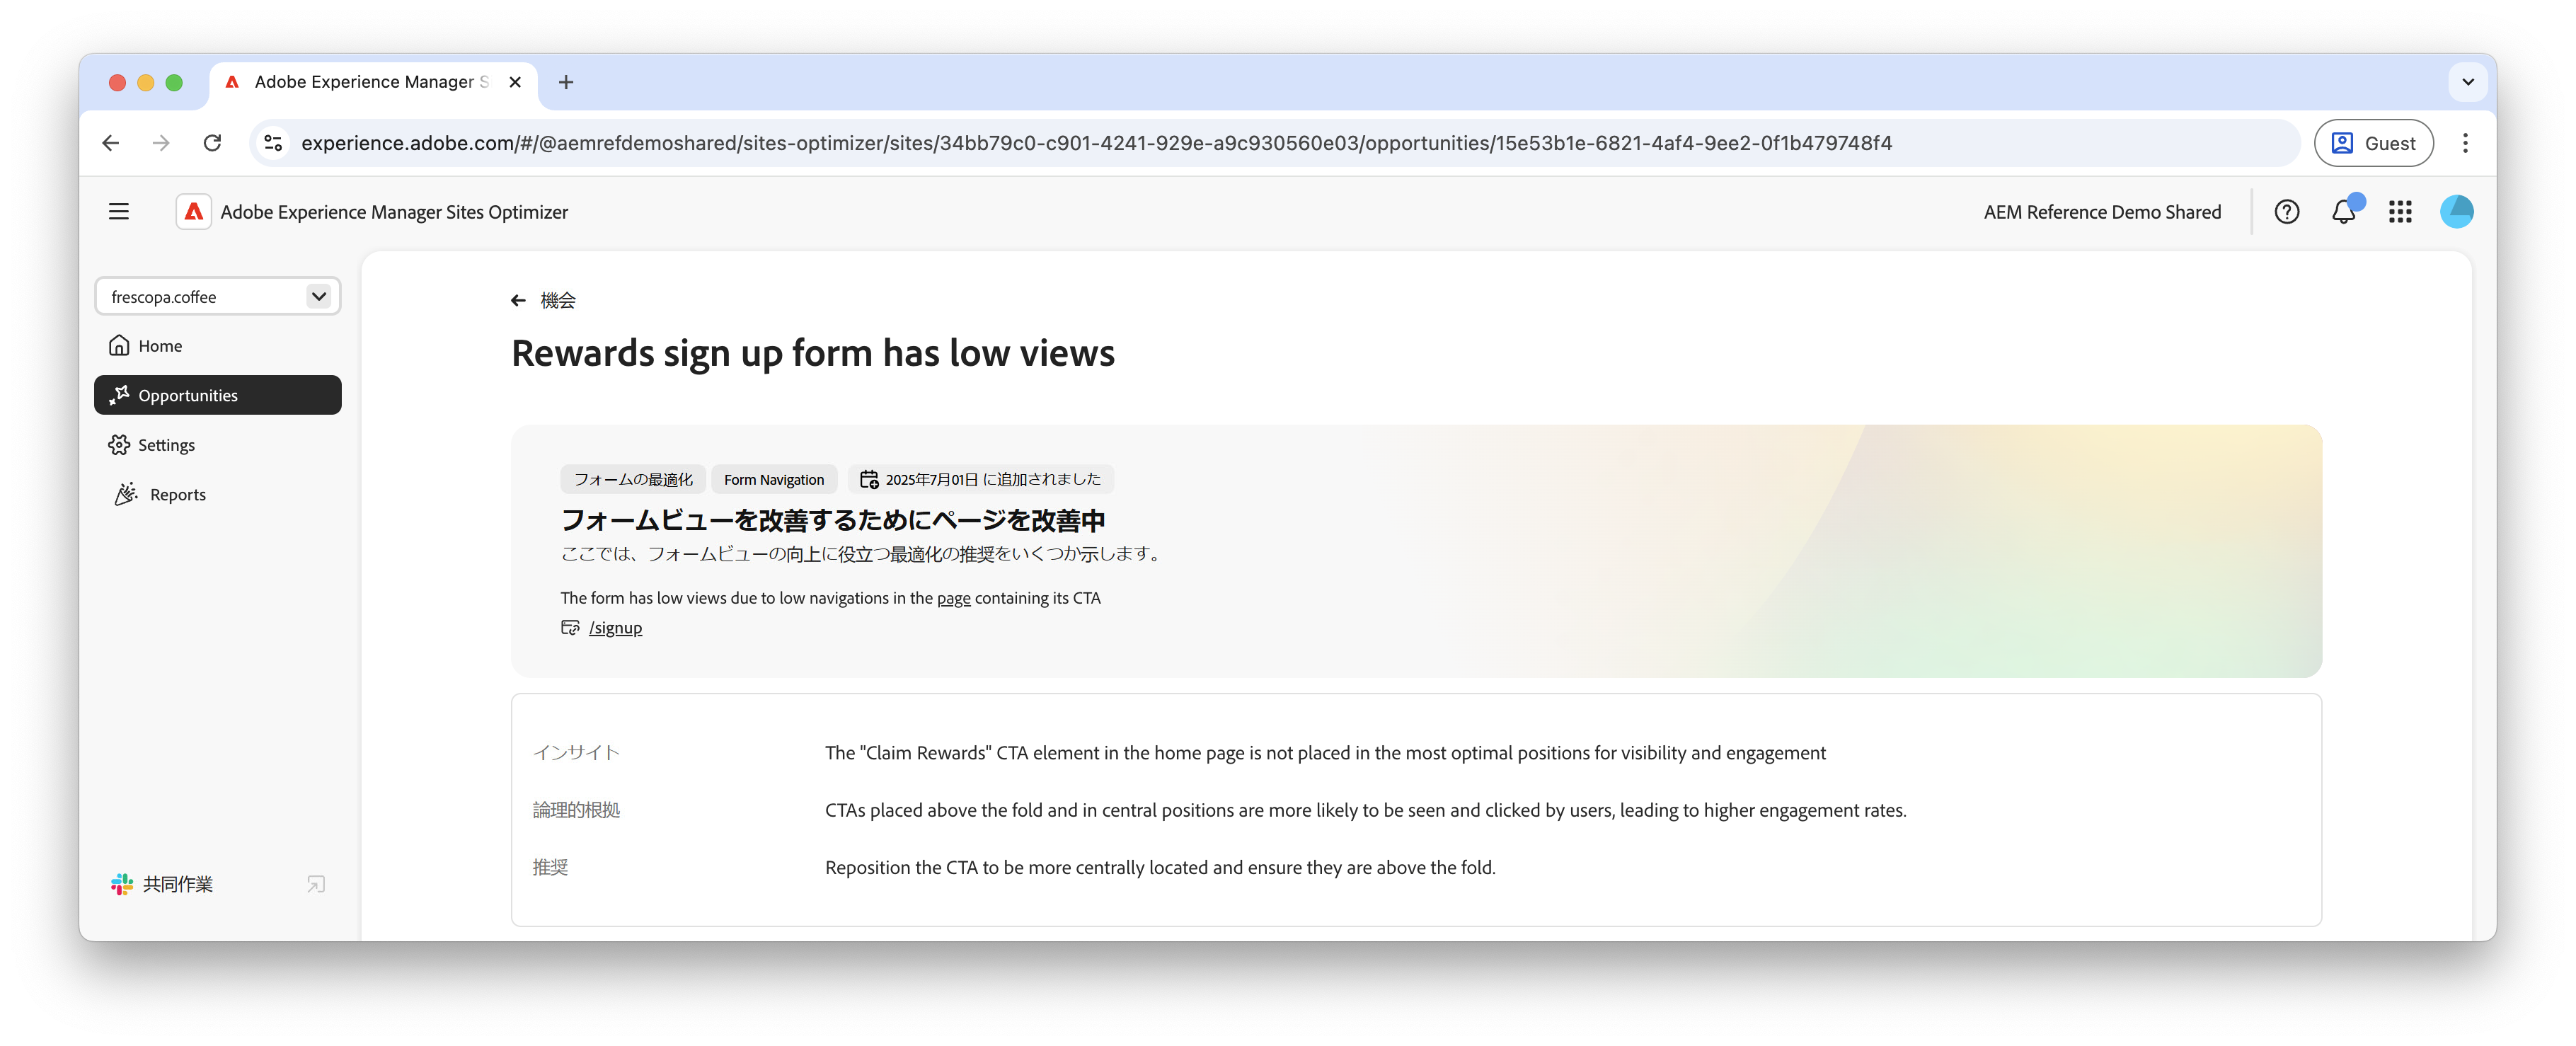 Adobe Experience Manager S
experience.adobe.com/#/@aemrefdemoshared/sites-optimizer/sites/34bb79c0-c901-4241-929e-a9c930560e03/opportunities/15e53b1e-6821-4af4-9ee2-0f1b479748f4
Guest
Adobe Experience Manager Sites Optimizer
AEM Reference Demo Shared
frescopa.coffee
Home
Opportunities
Settings
Reports
共同作業
機会
Rewards sign up form has low views
フォームの最適化 Form Navigation 2025年7月01日 に追加されました
フォームビューを改善するためにページを改善中
ここでは、フォームビューの向上に役立つ最適化の推奨をいくつか示します。
The form has low views due to low navigations in the page containing its CTA
/signup
インサイト The "Claim Rewards" CTA element in the home page is not placed in the most optimal positions for visibility and engagement
論理的根拠 CTAs placed above the fold and in central positions are more likely to be seen and clicked by users, leading to higher engagement rates.
推奨 Reposition the CTA to be more centrally located and ensure they are above the fold.